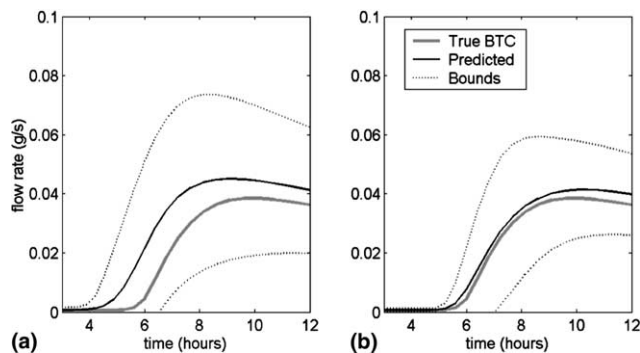 0.1
0.08
0.06
0.04
0.02
0
flow rate (g/s)
4 6 8 10 12
time (hours)
(a)
0.1
0.08
0.06
0.04
0.02
0
4 6 8 10 12
time (hours)
(b)
True BTC
Predicted
Bounds